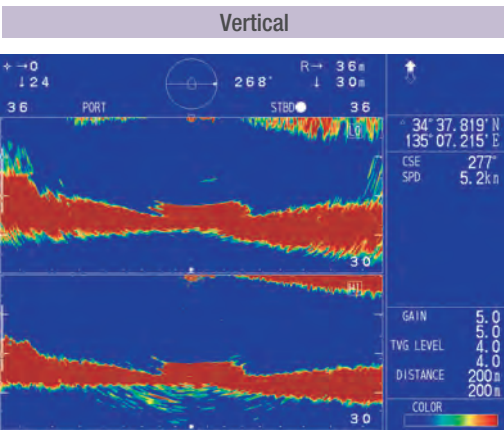 Vertical
→0 R→ 36m
↓24 268° ↓ 30m
36 PORT STBD 36
LO
34°37.819'N
135°07.215'E
CSE 277°
SPD 5.2kn
30
HI
GAIN 5.0
5.0
TVG LEVEL 4.0
4.0
DISTANCE 200m
200m
COLOR
30